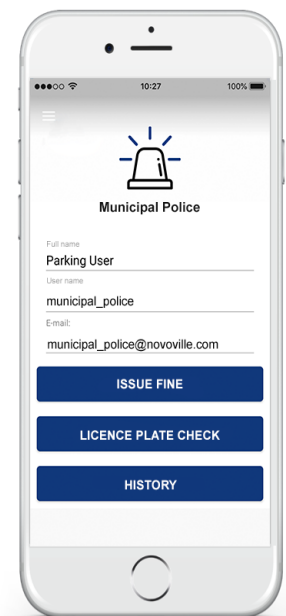 10:27
100%
Municipal Police
Full name
Parking User
User name
municipal_police
E-mail:
municipal_police@novoville.com
ISSUE FINE
LICENCE PLATE CHECK
HISTORY